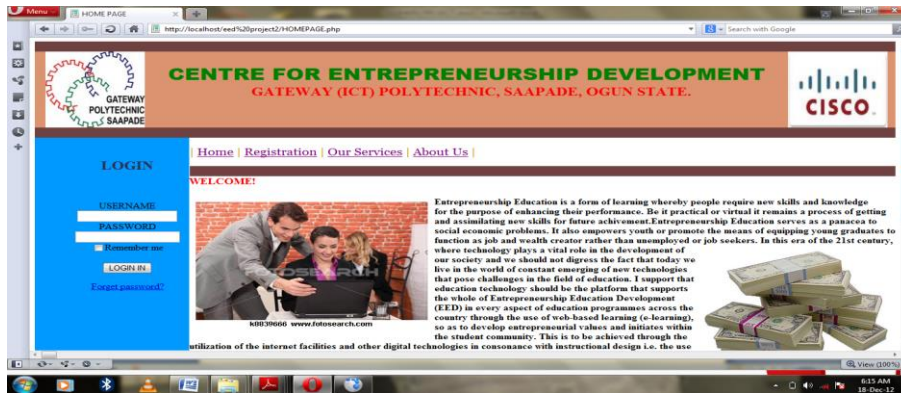 Menu
HOME PAGE
http://localhost/eed%20project2/HOMEPAGE.php
Search with Google
GATEWAY
POLYTECHNIC
SAAPADE
CENTRE FOR ENTREPRENEURSHIP DEVELOPMENT
GATEWAY (ICT) POLYTECHNIC, SAAPADE, OGUN STATE.
CISCO
| Home | Registration | Our Services | About Us |
LOGIN
USERNAME
PASSWORD
Remember me
LOGIN IN
Forget password?
WELCOME!
Entrepreneurship Education is a form of learning whereby people require new skills and knowledge
for the purpose of enhancing their performance. Be it practical or virtual it remains a process of getting
and assimilating new skills for future achivement.Entrepreneurship Education serves as a panacea to
social economic problems. It also empowers youth or promote the means of equipping young graduates to
function as job and wealth creator rather than unemployed or job seekers. In this era of the 21st century,
where technology plays a vital role in the development of
our society and we should not digress the fact that today we
live in the world of constant emerging of new technologies
that pose challenges in the field of education. I support that
education technology should be the platform that supports
the whole of Entrepreneurship Education Development
(EED) in every aspect of education programmes across the
country through the use of web-based learning (e-learning),
so as to develop entrepreneurial values and initiates within
the student community. This is to be achieved through the
utilization of the internet facilities and other digital technologies in consonance with instructional design i.e. the use
FOTOSEARCH
k0839666 www.fotosearch.com
View (100%)
6:15 AM
18-Dec-12